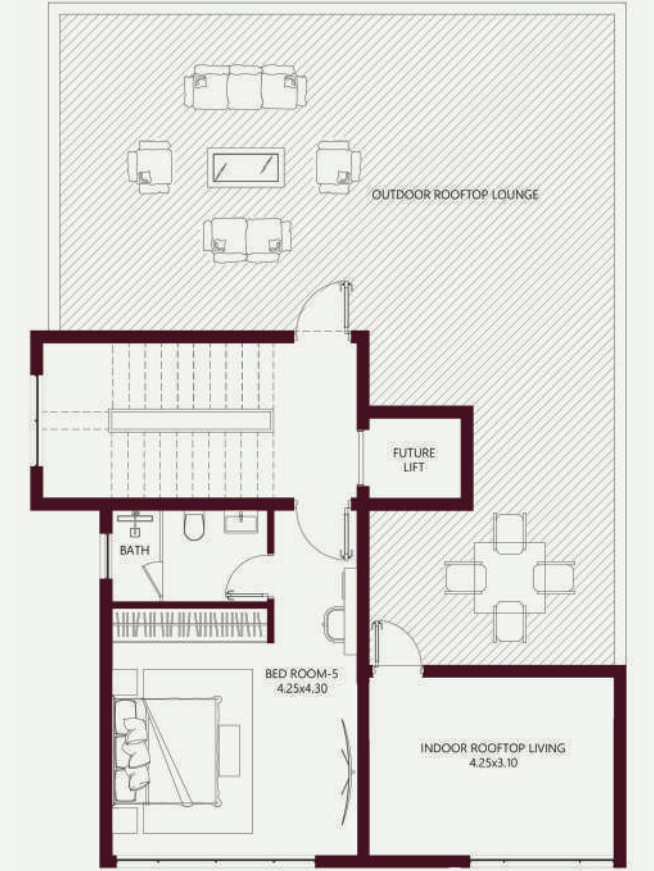 OUTDOOR ROOFTOP LOUNGE
FUTURE
LIFT
BATH
BED ROOM-5
4.25x4.30
INDOOR ROOFTOP LIVING
4.25x3.10